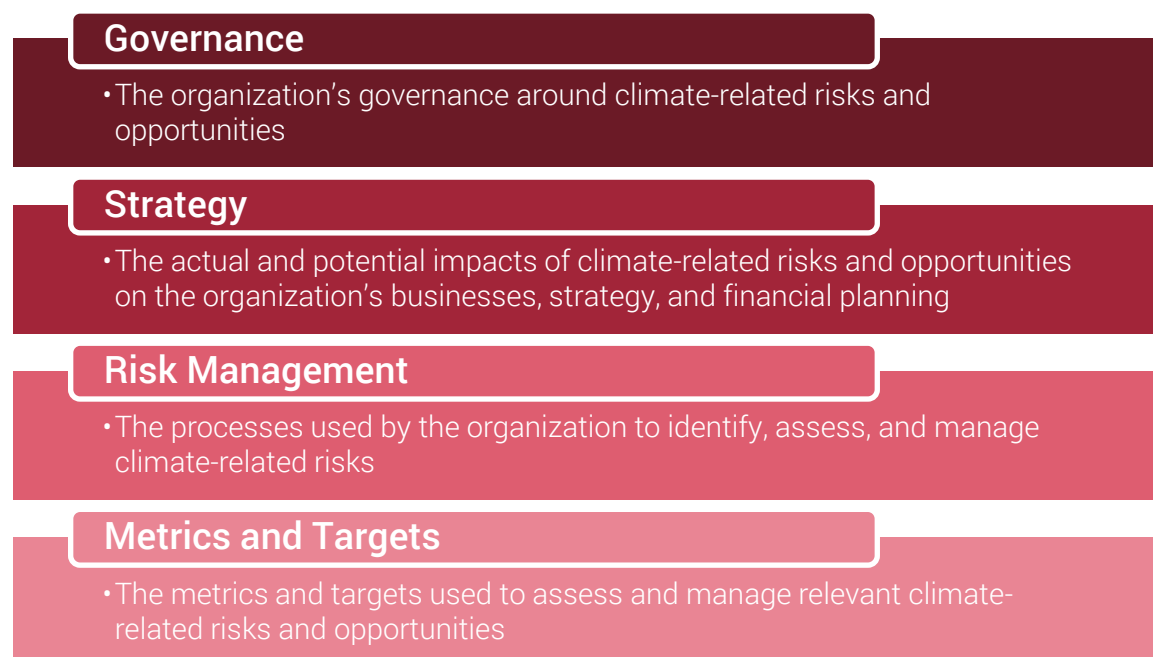 Governance
•The organization’s governance around climate-related risks and
opportunities
Strategy
•The actual and potential impacts of climate-related risks and opportunities
on the organization’s businesses, strategy, and financial planning
Risk Management
•The processes used by the organization to identify, assess, and manage
climate-related risks
Metrics and Targets
•The metrics and targets used to assess and manage relevant climate-
related risks and opportunities